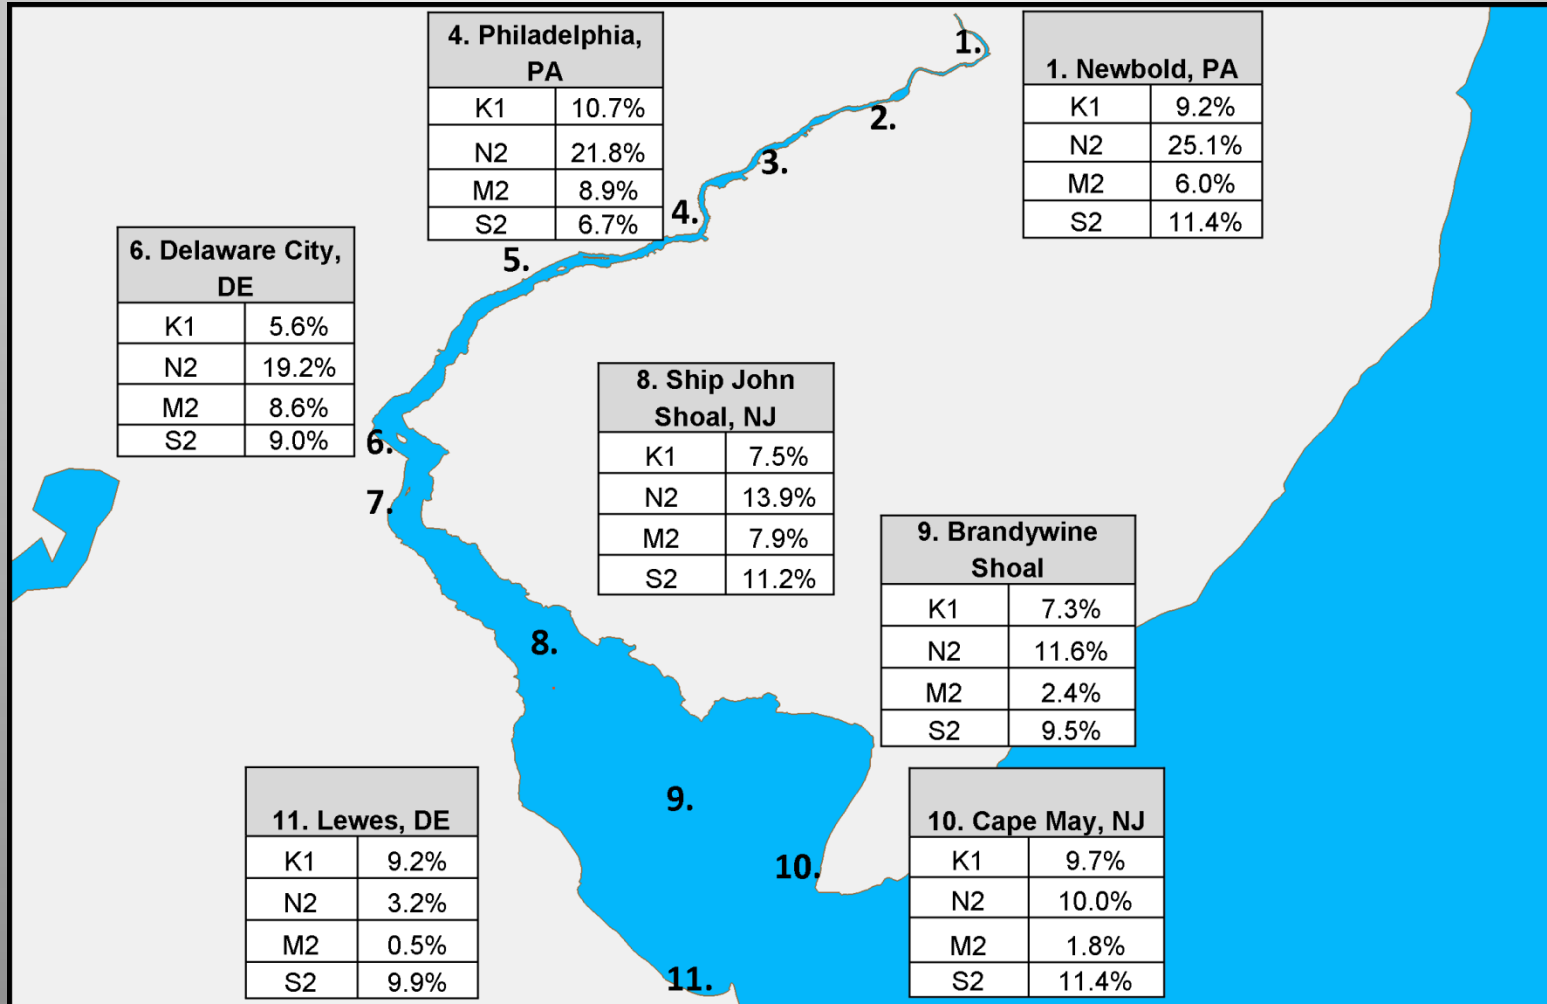 4. Philadelphia,
PA
K1 10.7%
N2 21.8%
M2 8.9%
S2 6.7%
1. Newbold, PA
K1 9.2%
N2 25.1%
M2 6.0%
S2 11.4%
1.
2.
3.
4.
5.
6. Delaware City,
DE
K1 5.6%
N2 19.2%
M2 8.6%
S2 9.0%
6.
7.
8. Ship John
Shoal, NJ
K1 7.5%
N2 13.9%
M2 7.9%
S2 11.2%
8.
9. Brandywine
Shoal
K1 7.3%
N2 11.6%
M2 2.4%
S2 9.5%
9.
11. Lewes, DE
K1 9.2%
N2 3.2%
M2 0.5%
S2 9.9%
10.
10. Cape May, NJ
K1 9.7%
N2 10.0%
M2 1.8%
S2 11.4%
11.